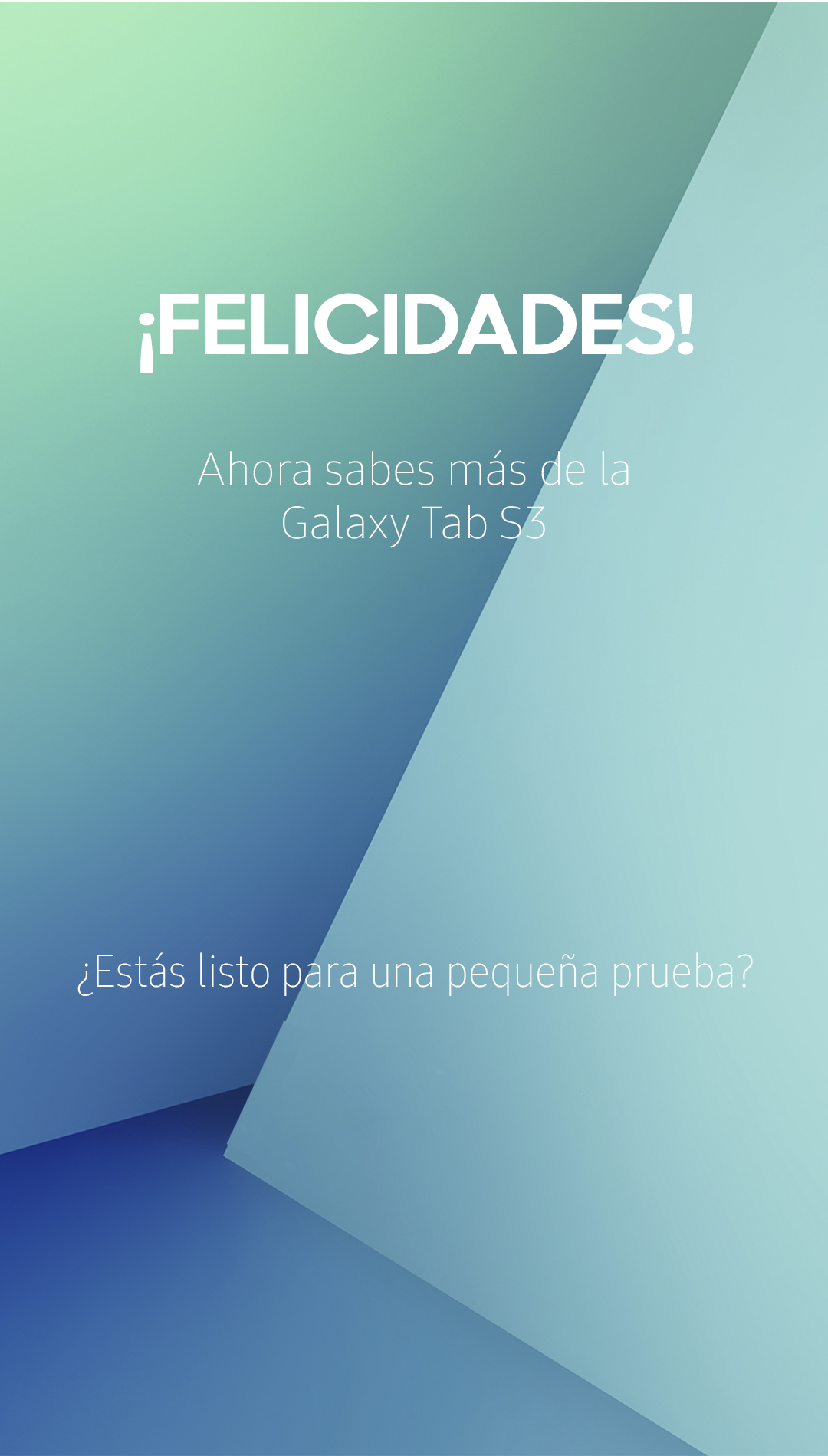 ¡FELICIDADES!
Ahora sabes más de la
Galaxy Tab S3
¿Estás listo para una pequeña prueba?